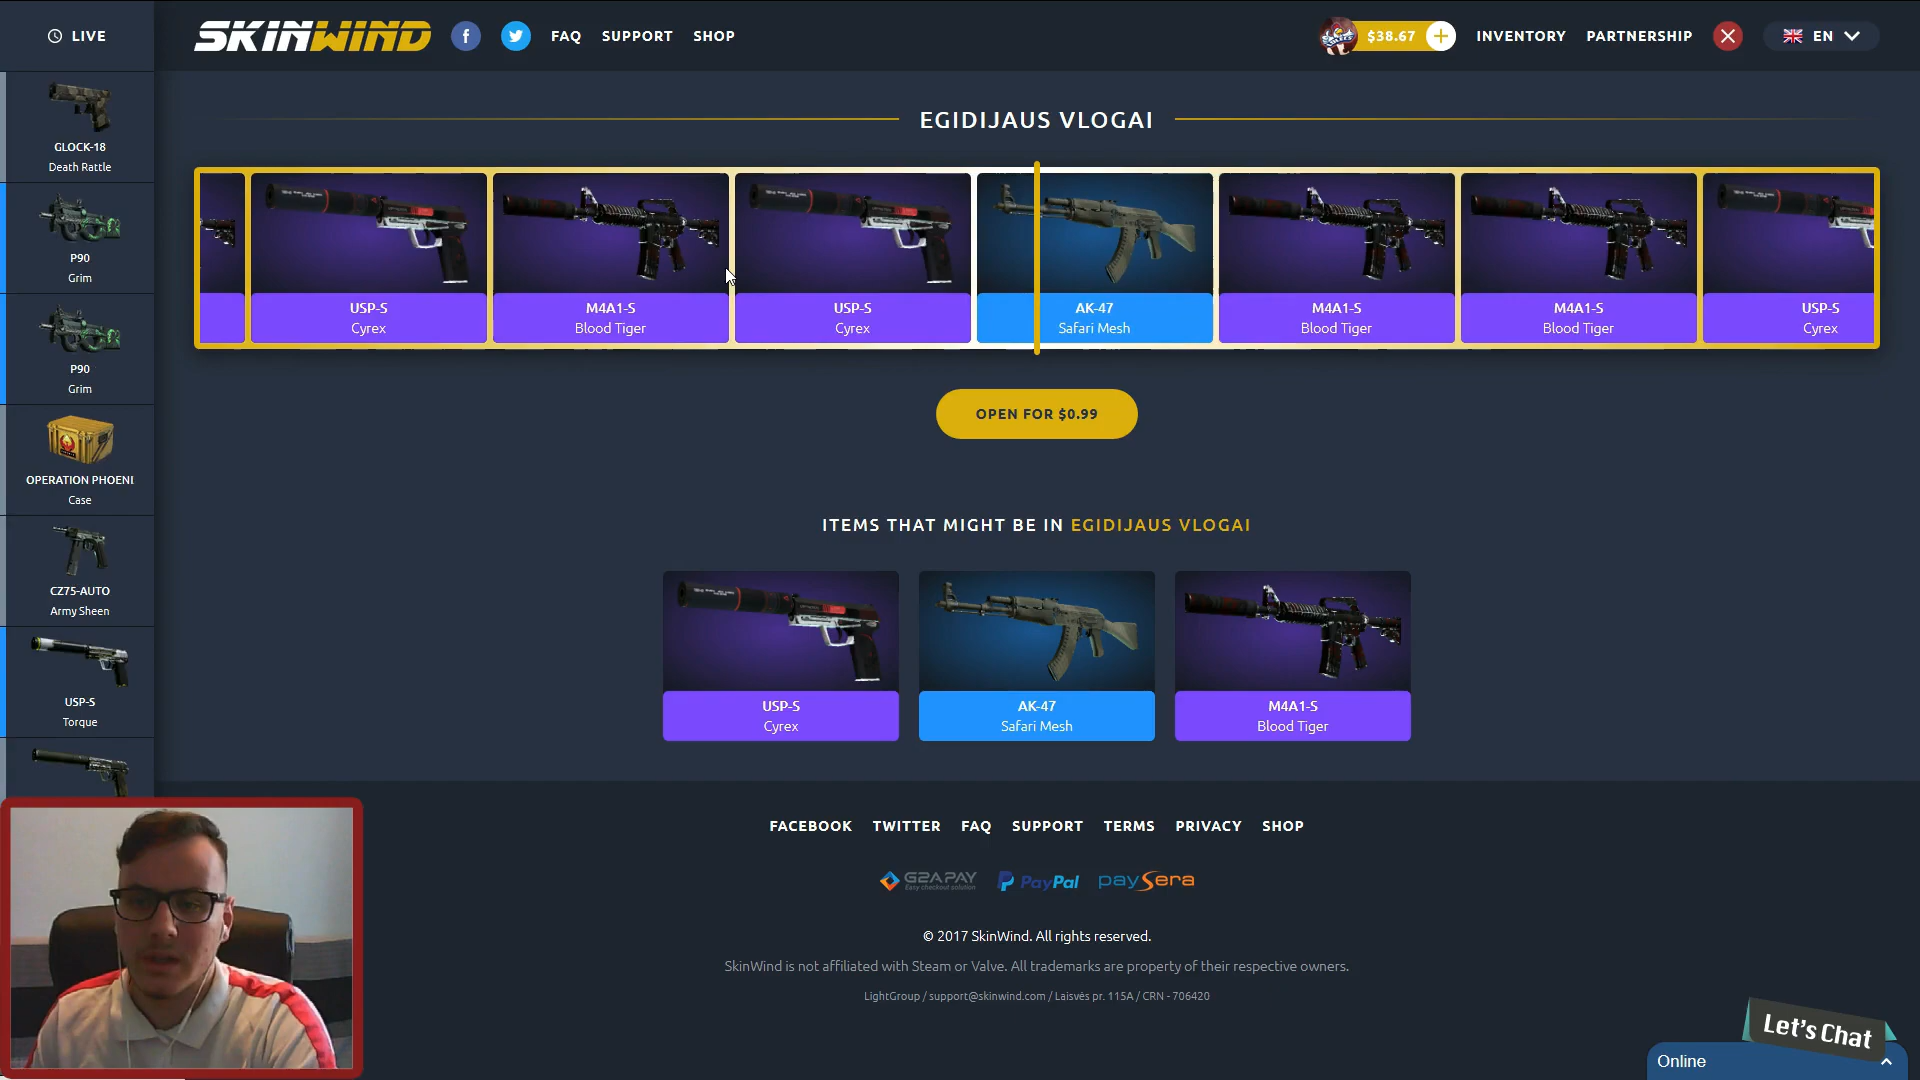 LIVE
SKINWIND
FAQ
SUPPORT
SHOP
$38.67
INVENTORY
PARTNERSHIP
EN
GLOCK-18
Death Rattle
P90
Grim
P90
Grim
OPERATION PHOENI
Case
CZ75-AUTO
Army Sheen
USP-S
Torque
EGIDIJAUS VLOGAI
USP-S
Cyrex
M4A1-S
Blood Tiger
USP-S
Cyrex
AK-47
Safari Mesh
M4A1-S
Blood Tiger
M4A1-S
Blood Tiger
USP-S
Cyrex
OPEN FOR $0.99
ITEMS THAT MIGHT BE IN EGIDIJAUS VLOGAI
USP-S
Cyrex
AK-47
Safari Mesh
M4A1-S
Blood Tiger
FACEBOOK
TWITTER
FAQ
SUPPORT
TERMS
PRIVACY
SHOP
G2A PAY
Easy checkout solution
PayPal
paySera
© 2017 SkinWind. All rights reserved.
SkinWind is not affiliated with Steam or Valve. All trademarks are property of their respective owners.
LightGroup / support@skinwind.com / Laisvės pr. 115A / CRN - 706420
Let's Chat
Online